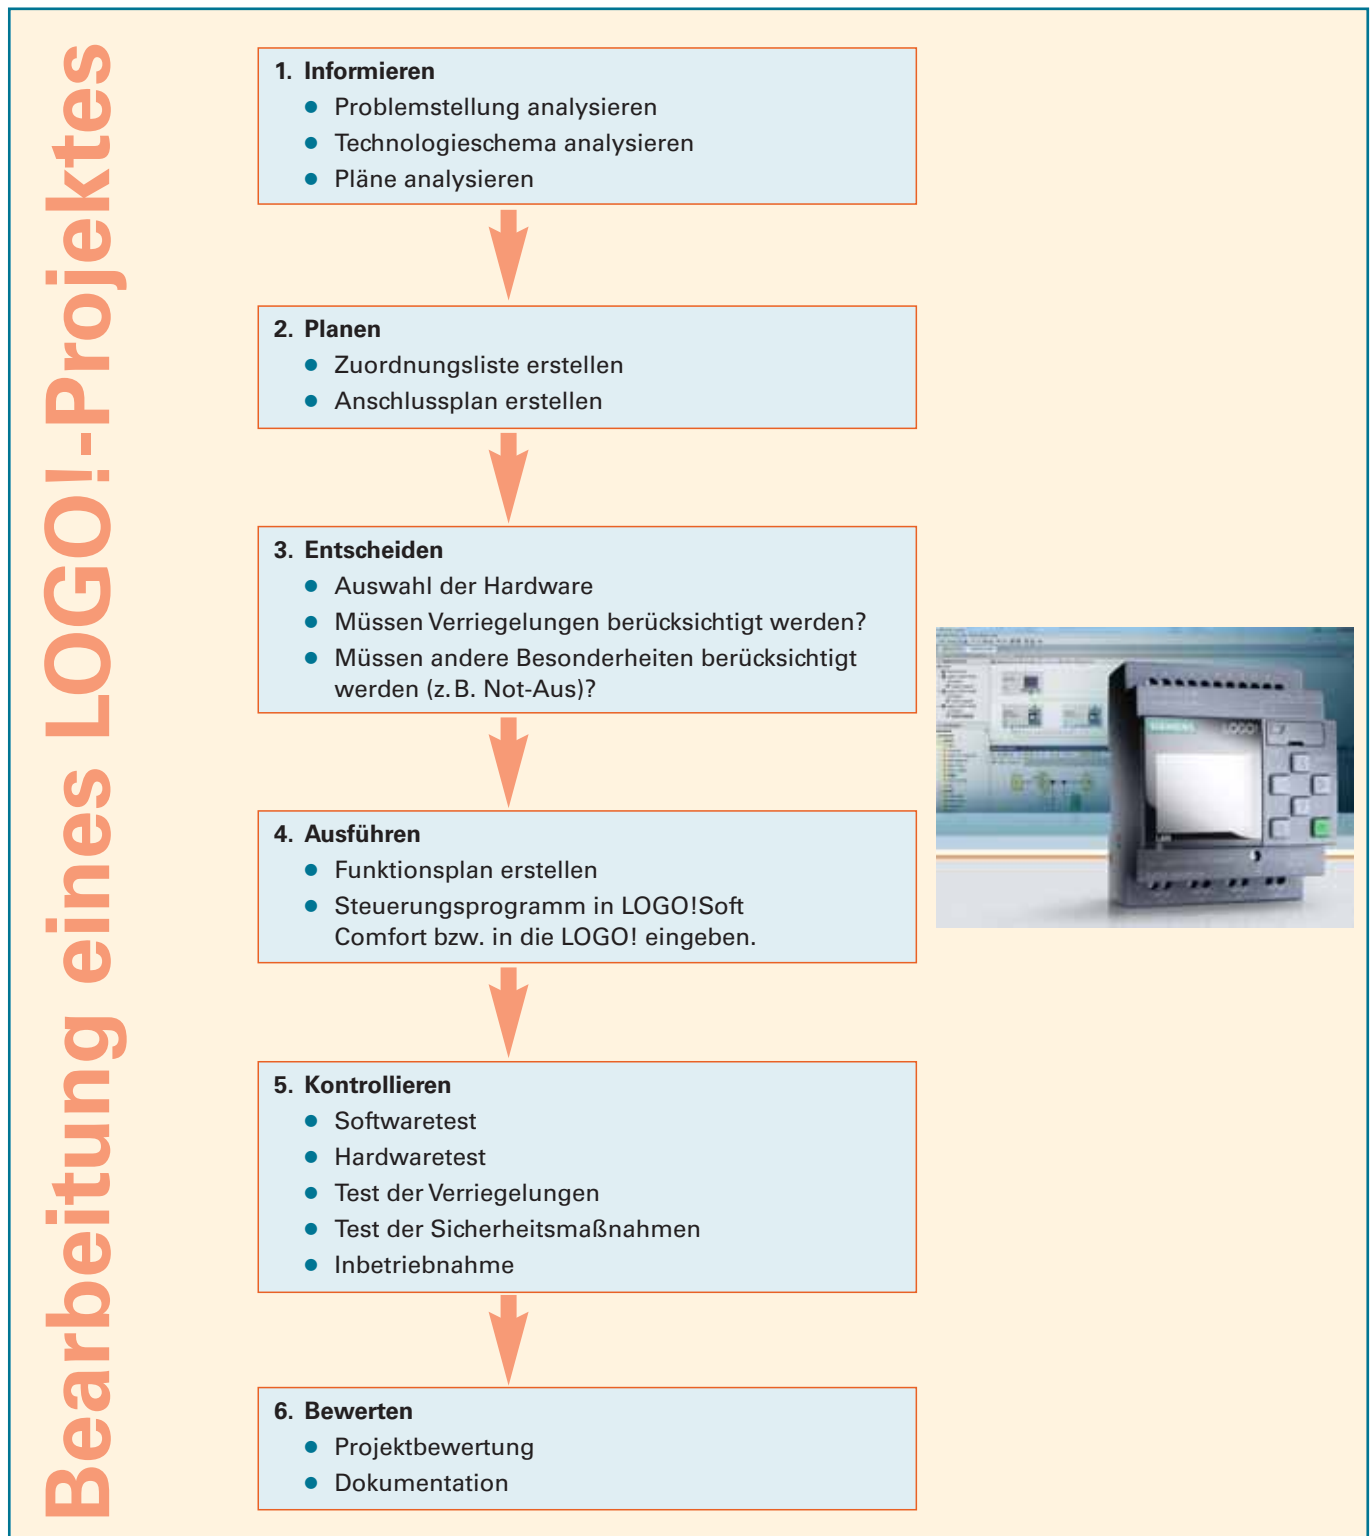 Bearbeitung eines LOGO!-Projektes
1. Informieren
● Problemstellung analysieren
● Technologieschema analysieren
● Pläne analysieren
2. Planen
● Zuordnungsliste erstellen
● Anschlussplan erstellen
3. Entscheiden
● Auswahl der Hardware
● Müssen Verriegelungen berücksichtigt werden?
● Müssen andere Besonderheiten berücksichtigt
werden (z. B. Not-Aus)?
SIEMENS LOGO!
4. Ausführen
● Funktionsplan erstellen
● Steuerungsprogramm in LOGO!Soft
Comfort bzw. in die LOGO! eingeben.
5. Kontrollieren
● Softwaretest
● Hardwaretest
● Test der Verriegelungen
● Test der Sicherheitsmaßnahmen
● Inbetriebnahme
6. Bewerten
● Projektbewertung
● Dokumentation